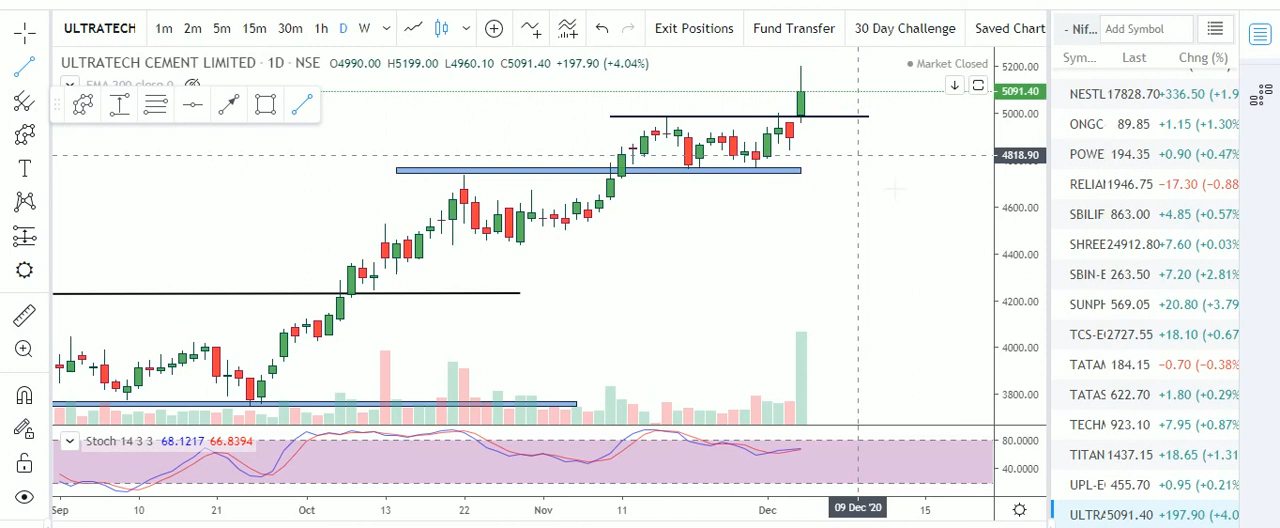 ULTRATECH 1m 2m 5m 15m 30m 1h D W Exit Positions Fund Transfer 30 Day Challenge Saved Chart - Nif... Add Symbol
ULTRATECH CEMENT LIMITED · 1D · NSE O4990.00 H5199.00 L4960.10 C5091.40 +197.90 (+4.04%) Market Closed
Sym... Last Chng (%)
5200.00
5091.40
5000.00
4818.90
4600.00
4400.00
4200.00
4000.00
3800.00
NESTL 17828.70 +336.50 (+1.9
ONGC 89.85 +1.15 (+1.30%
POWE 194.35 +0.90 (+0.47%
RELIAI 1946.75 −17.30 (−0.88
SBILIF 863.00 +4.85 (+0.57%
SHREE 24912.80 +7.60 (+0.03%
SBIN-E 263.50 +7.20 (+2.81%
SUNPH 569.05 +20.80 (+3.79
TCS-E 2727.55 +18.10 (+0.67
TATAM 184.15 −0.70 (−0.38%
TATAS 622.70 +1.80 (+0.29%
TECHM 923.10 +7.95 (+0.87%
TITAN 1437.15 +18.65 (+1.31
UPL-E 455.70 +0.95 (+0.21%
ULTRA 5091.40 +197.90 (+4.0
Stoch 14 3 3 68.1217 66.8394
80.0000
40.0000
Sep 10 21 Oct 13 22 Nov 11 Dec 09 Dec '20 15